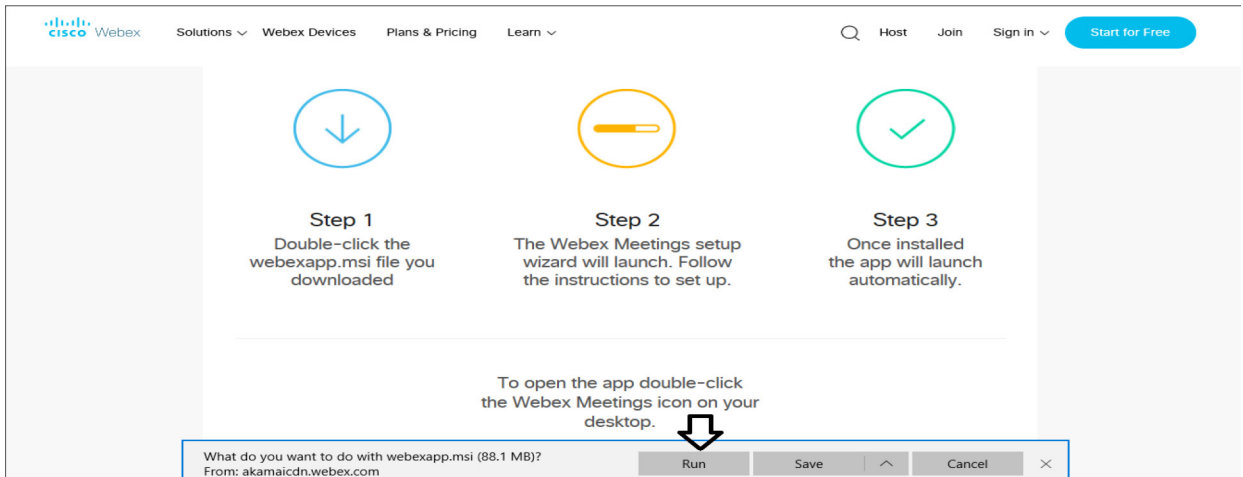 cisco Webex Solutions Webex Devices Plans & Pricing Learn Host Join Sign in Start for Free
Step 1
Double-click the
webexapp.msi file you
downloaded
Step 2
The Webex Meetings setup
wizard will launch. Follow
the instructions to set up.
Step 3
Once installed
the app will launch
automatically.
To open the app double-click
the Webex Meetings icon on your
desktop.
What do you want to do with webexapp.msi (88.1 MB)?
From: akamaicdn.webex.com
Run Save Cancel